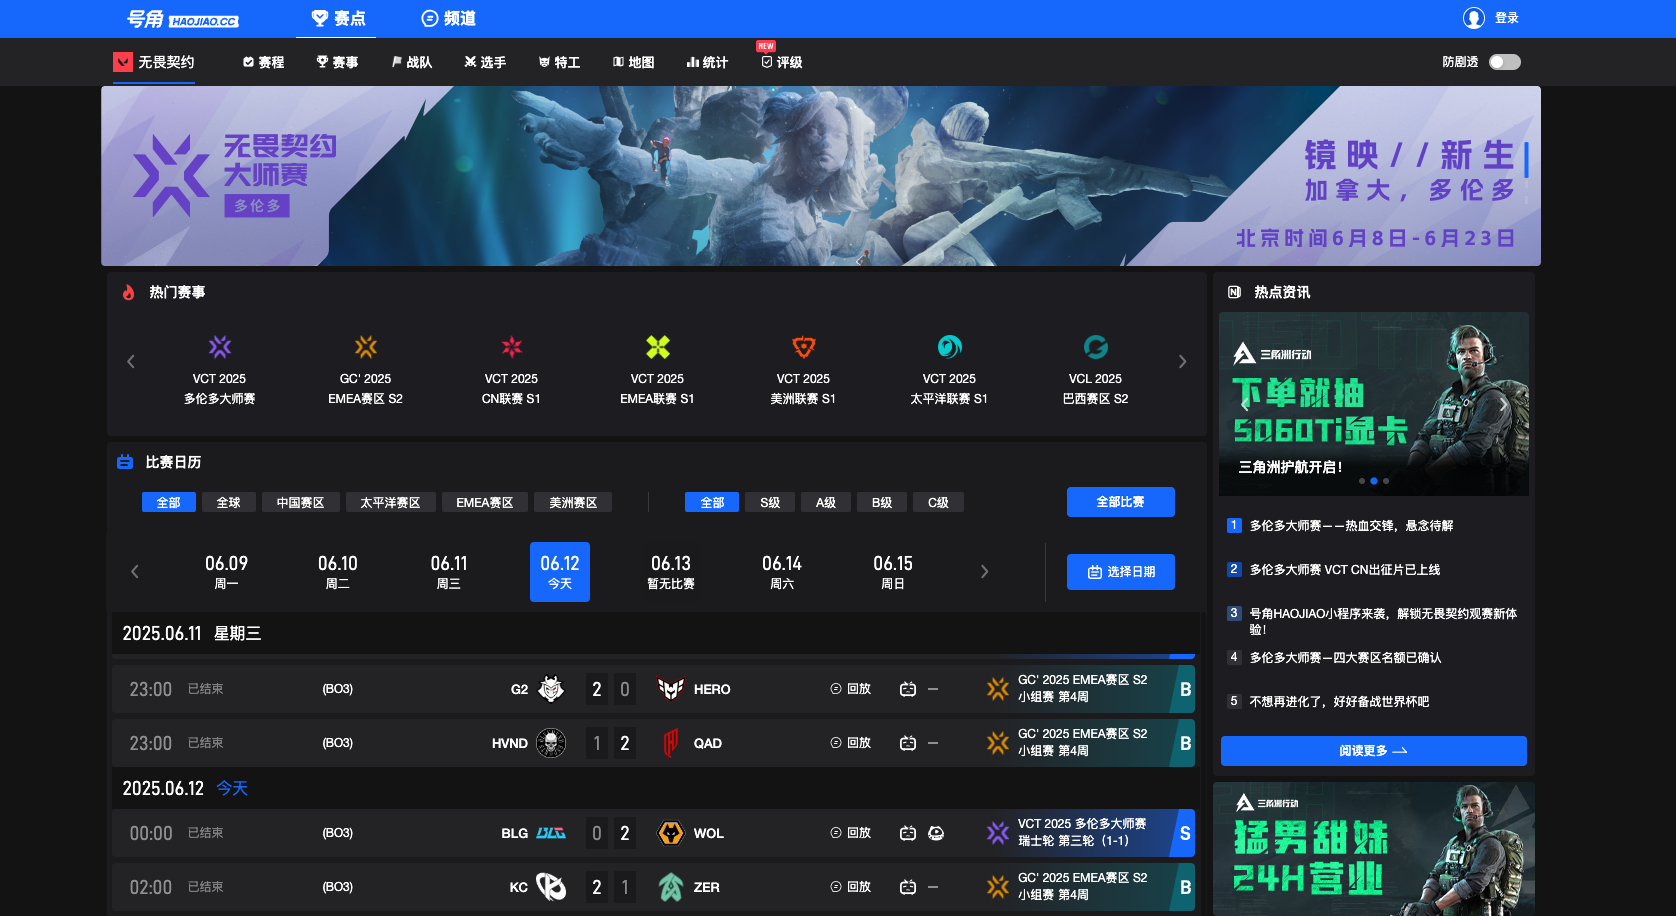 号角 HAOJIAO.CC
赛点
频道
登录
无畏契约
赛程
赛事
战队
选手
特工
地图
统计
NEW
评级
防剧透
无畏契约
大师赛
多伦多
镜映//新生
加拿大，多伦多
北京时间6月8日-6月23日
热门赛事
VCT 2025
多伦多大师赛
GC' 2025
EMEA赛区 S2
VCT 2025
CN联赛 S1
VCT 2025
EMEA联赛 S1
VCT 2025
美洲联赛 S1
VCT 2025
太平洋联赛 S1
VCL 2025
巴西赛区 S2
比赛日历
全部 全球 中国赛区 太平洋赛区 EMEA赛区 美洲赛区
全部 S级 A级 B级 C级
全部比赛
06.09
周一
06.10
周二
06.11
周三
06.12
今天
06.13
暂无比赛
06.14
周六
06.15
周日
选择日期
2025.06.11 星期三
23:00 已结束 (BO3) G2 2 0 HERO 回放 — GC' 2025 EMEA赛区 S2
小组赛 第4周 B
23:00 已结束 (BO3) HVND 1 2 QAD 回放 — GC' 2025 EMEA赛区 S2
小组赛 第4周 B
2025.06.12 今天
00:00 已结束 (BO3) BLG BLG 0 2 WOL 回放 VCT 2025 多伦多大师赛
瑞士轮 第三轮（1-1） S
02:00 已结束 (BO3) KC 2 1 ZER 回放 — GC' 2025 EMEA赛区 S2
小组赛 第4周 B
热点资讯
三角洲行动
下单就抽
5060Ti显卡
三角洲护航开启！
1 多伦多大师赛——热血交锋，悬念待解
2 多伦多大师赛 VCT CN出征片已上线
3 号角HAOJIAO小程序来袭，解锁无畏契约观赛新体
验！
4 多伦多大师赛—四大赛区名额已确认
5 不想再进化了，好好备战世界杯吧
阅读更多
三角洲行动
猛男甜妹
24H营业